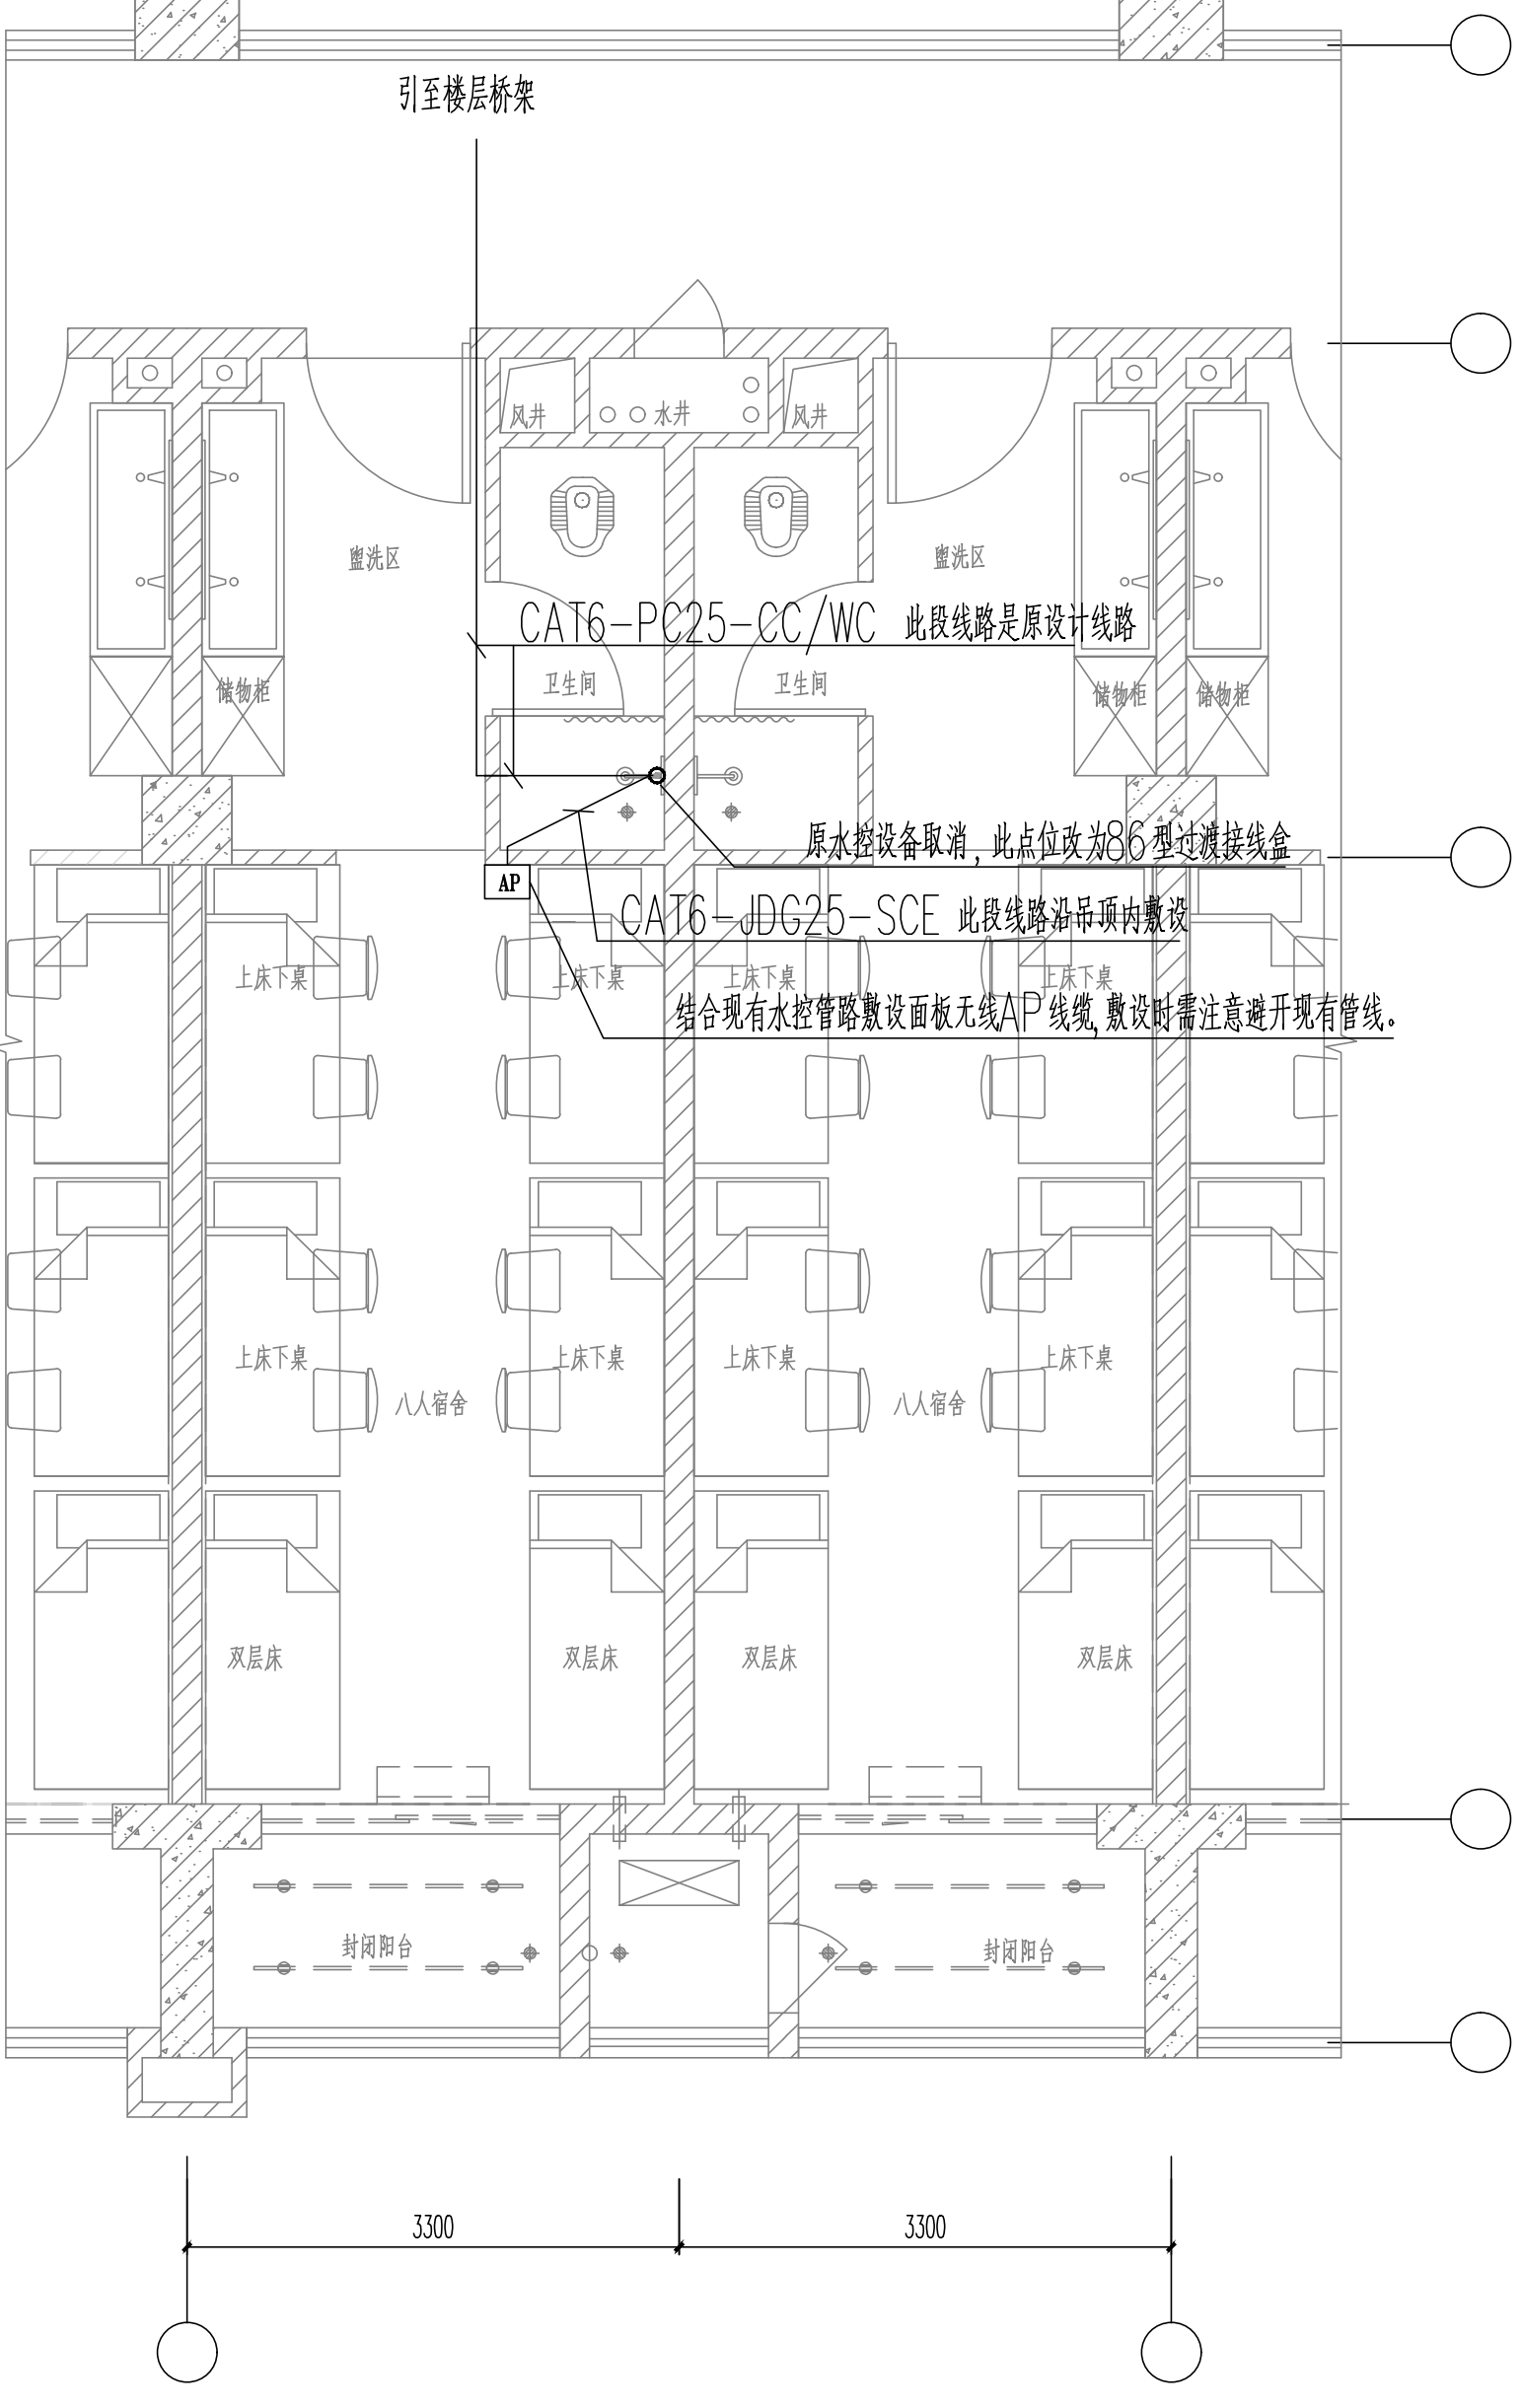 引至楼层桥架
风井
水井
风井
盥洗区
盥洗区
CAT6-PC25-CC/WC 此段线路是原设计线路
卫生间
卫生间
储物柜
储物柜
储物柜
原水控设备取消,此点位改为86型过渡接线盒
AP
CAT6-JDG25-SCE 此段线路沿吊顶内敷设
上床下桌
上床下桌
上床下桌
上床下桌
结合现有水控管路敷设面板无线AP线缆,敷设时需注意避开现有管线。
上床下桌
上床下桌
上床下桌
上床下桌
八人宿舍
八人宿舍
双层床
双层床
双层床
双层床
封闭阳台
封闭阳台
3300
3300